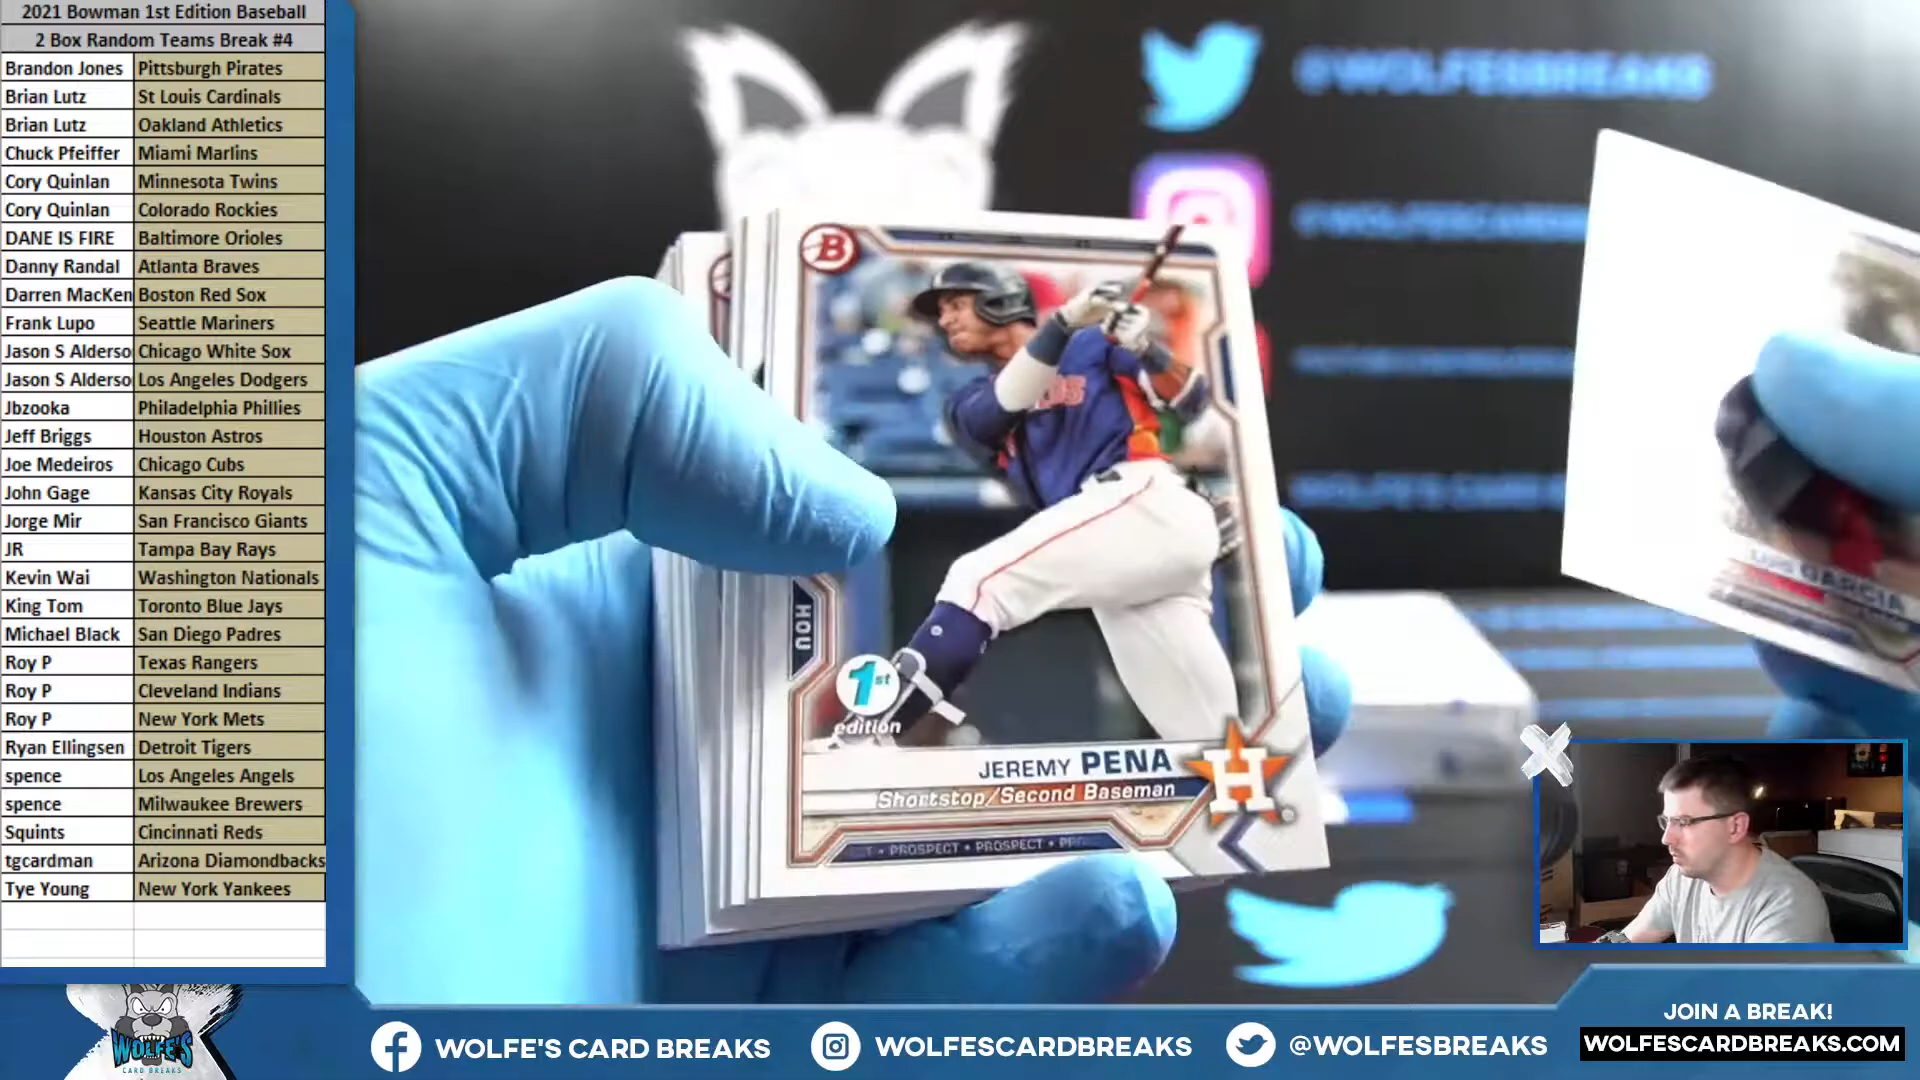 2021 Bowman 1st Edition Baseball
2 Box Random Teams Break #4
Brandon Jones Pittsburgh Pirates
Brian Lutz St Louis Cardinals
Brian Lutz Oakland Athletics
Chuck Pfeiffer Miami Marlins
Cory Quinlan Minnesota Twins
Cory Quinlan Colorado Rockies
DANE IS FIRE Baltimore Orioles
Danny Randal Atlanta Braves
Darren MacKen Boston Red Sox
Frank Lupo Seattle Mariners
Jason S Alderso Chicago White Sox
Jason S Alderso Los Angeles Dodgers
Jbzooka Philadelphia Phillies
Jeff Briggs Houston Astros
Joe Medeiros Chicago Cubs
John Gage Kansas City Royals
Jorge Mir San Francisco Giants
JR Tampa Bay Rays
Kevin Wai Washington Nationals
King Tom Toronto Blue Jays
Michael Black San Diego Padres
Roy P Texas Rangers
Roy P Cleveland Indians
Roy P New York Mets
Ryan Ellingsen Detroit Tigers
spence Los Angeles Angels
spence Milwaukee Brewers
Squints Cincinnati Reds
tgcardman Arizona Diamondbacks
Tye Young New York Yankees
@WOLFESBREAKS
B
HOU
1st
edition
JEREMY PENA
Shortstop/Second Baseman
H
PROSPECT • PROSPECT
LUIS GARCIA
WOLFE'S
CARD BREAKS
WOLFE'S CARD BREAKS
WOLFESCARDBREAKS
@WOLFESBREAKS
JOIN A BREAK!
WOLFESCARDBREAKS.COM